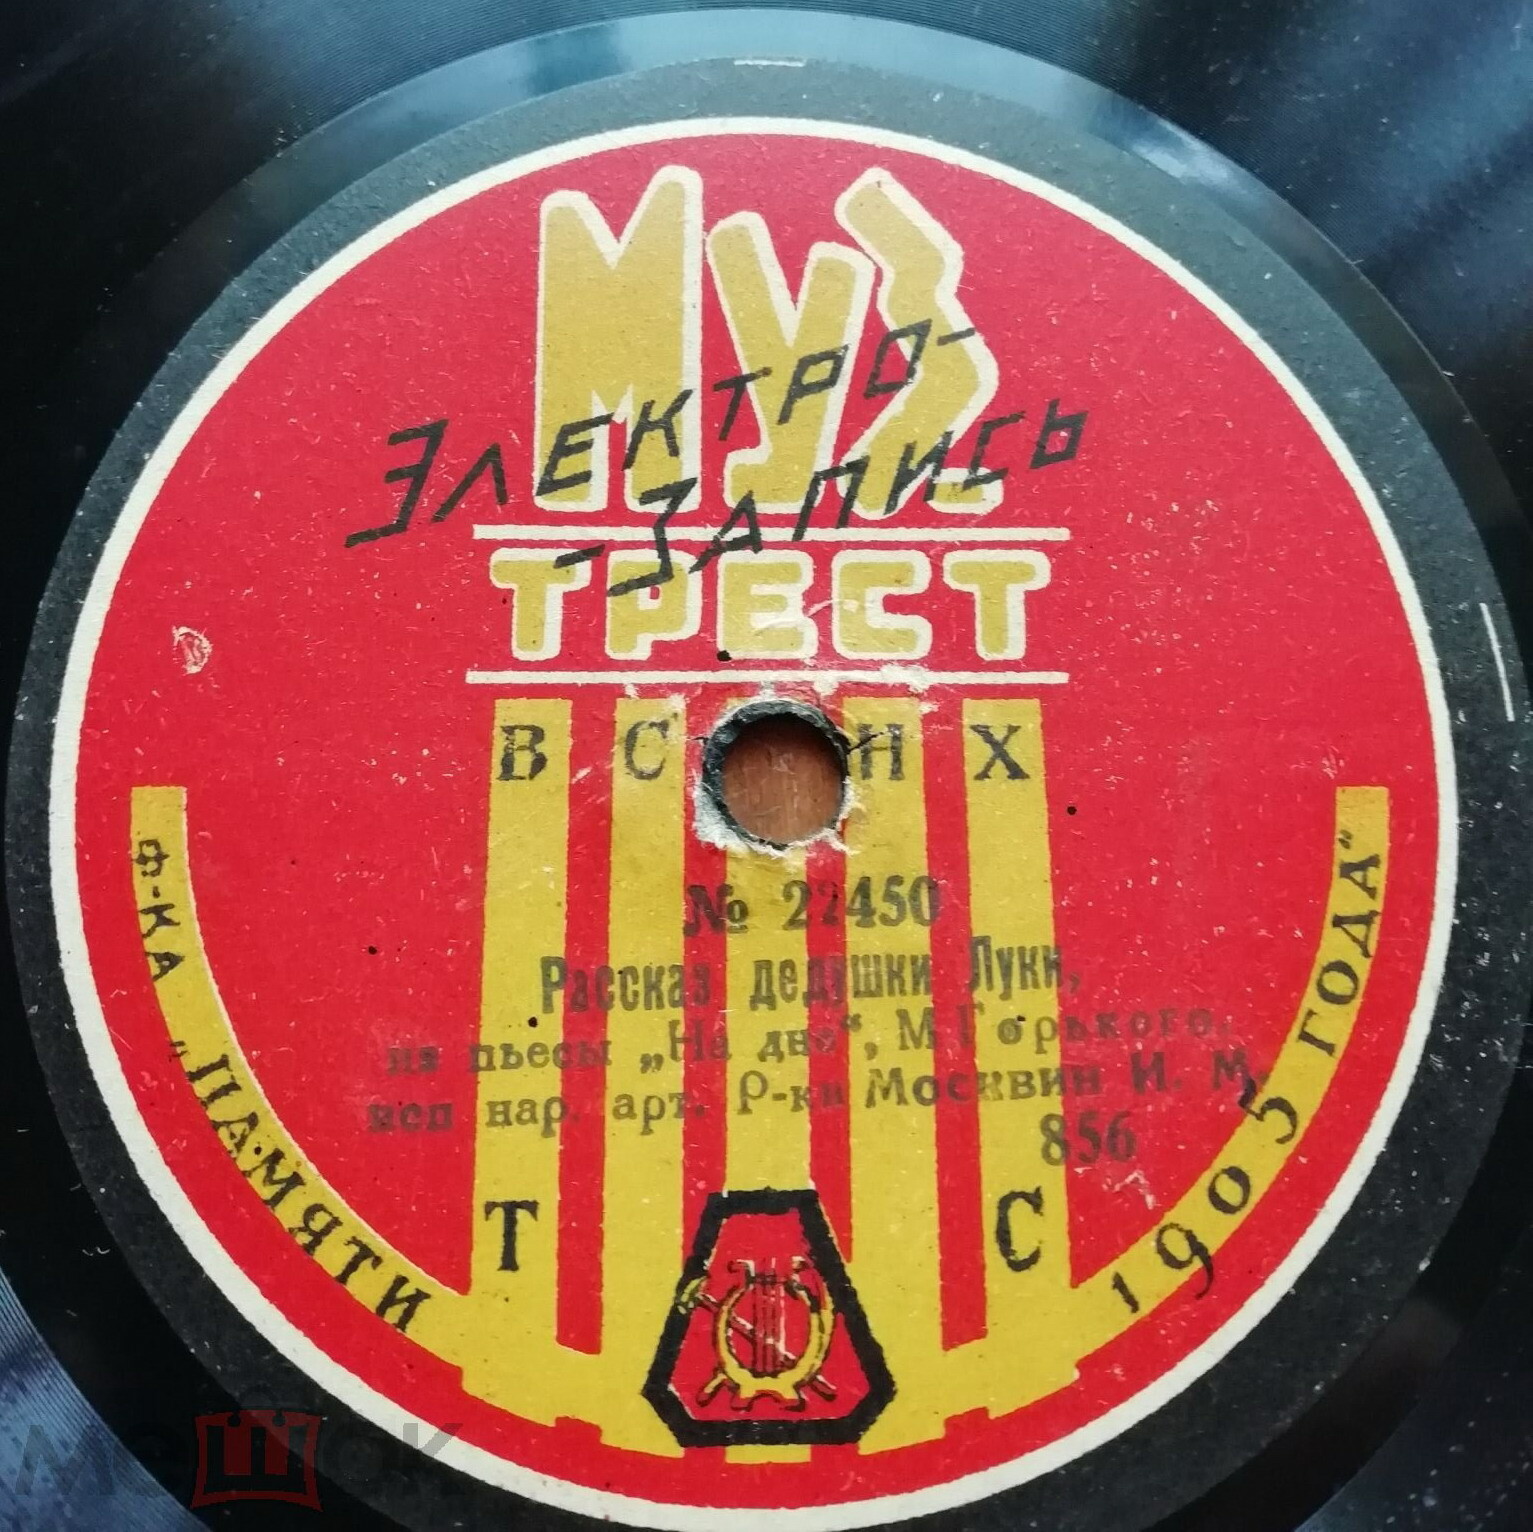 МУЗ
ЭЛЕКТРО-
-ЗАПИСЬ
ТРЕСТ
В С Н Х
№ 22450
Рассказ дедушки Луки,
из пьесы „На дне“, М Горького.
исп нар. арт. Р-ки Москвин И. М.
856
Т С
Ф-КА „ПАМЯТИ 1905 ГОДА“
мешок